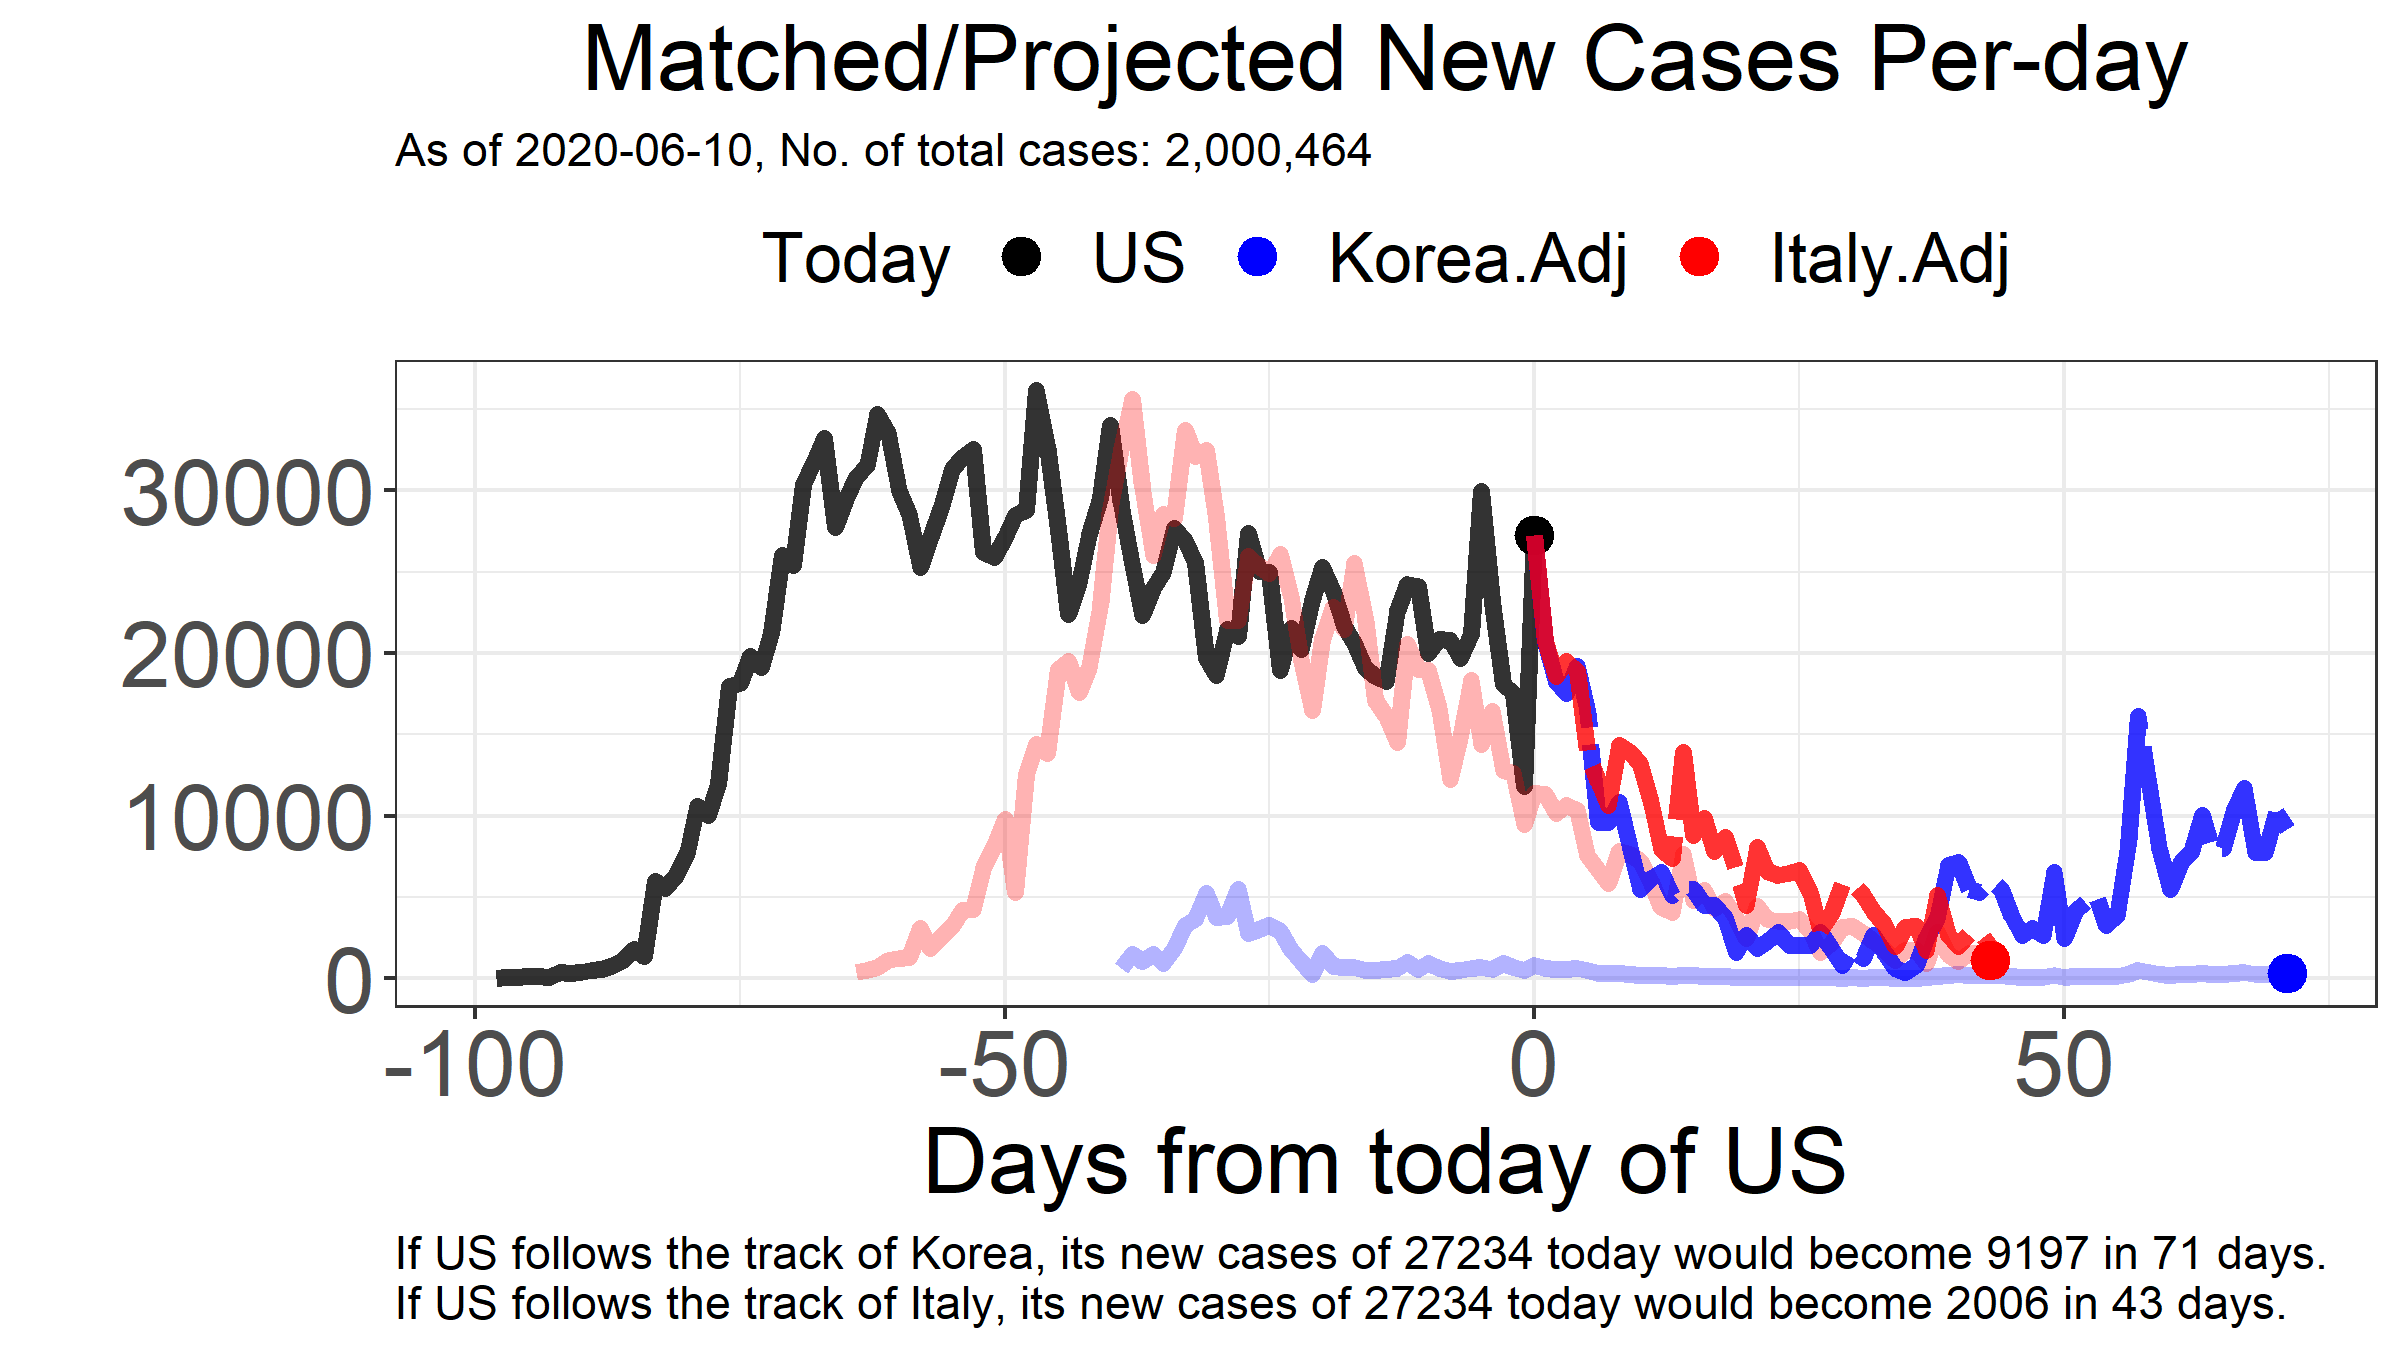 Matched/Projected New Cases Per-day
As of 2020-06-10, No. of total cases: 2,000,464
Today US Korea.Adj Italy.Adj
30000
20000
10000
0
-100 -50 0 50
Days from today of US
If US follows the track of Korea, its new cases of 27234 today would become 9197 in 71 days.
If US follows the track of Italy, its new cases of 27234 today would become 2006 in 43 days.